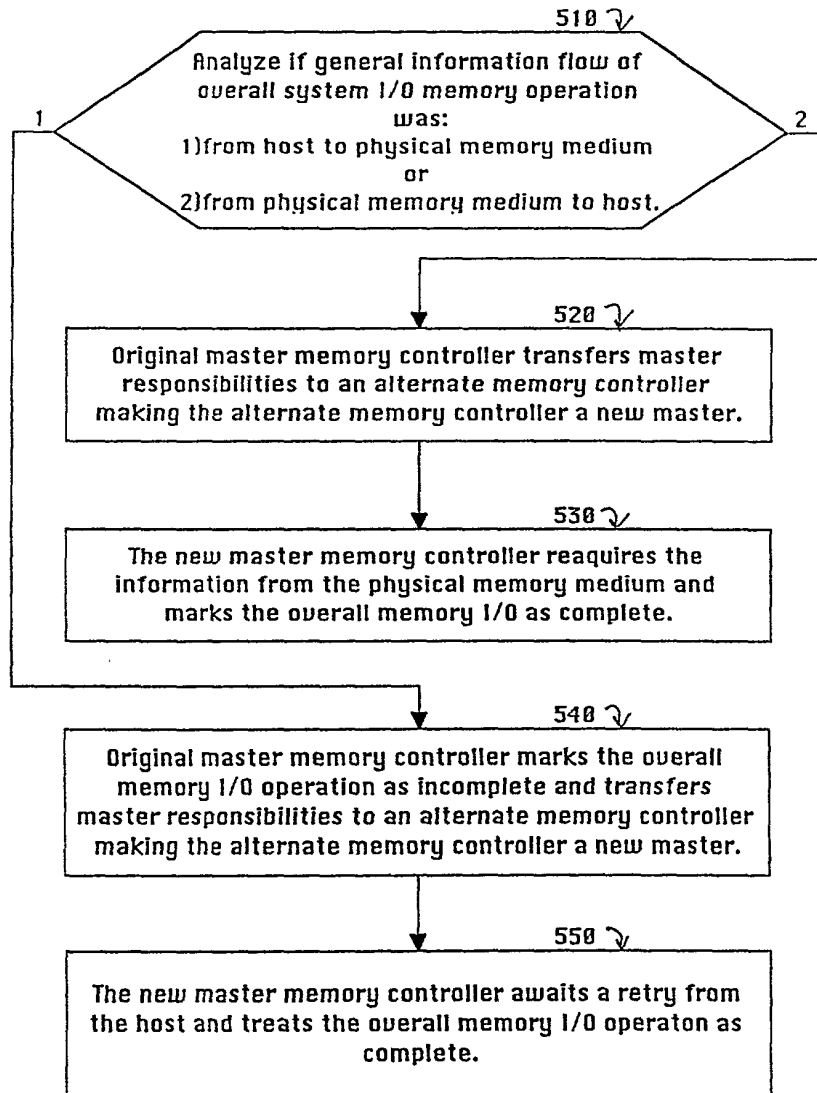 510
Analyze if general information flow of
overall system I/O memory operation
was:
1)from host to physical memory medium
or
2)from physical memory medium to host.
1
2
520
Original master memory controller transfers master
responsibilities to an alternate memory controller
making the alternate memory controller a new master.
530
The new master memory controller reaquires the
information from the physical memory medium and
marks the overall memory I/O as complete.
540
Original master memory controller marks the overall
memory I/O operation as incomplete and transfers
master responsibilities to an alternate memory controller
making the alternate memory controller a new master.
550
The new master memory controller awaits a retry from
the host and treats the overall memory I/O operaton as
complete.